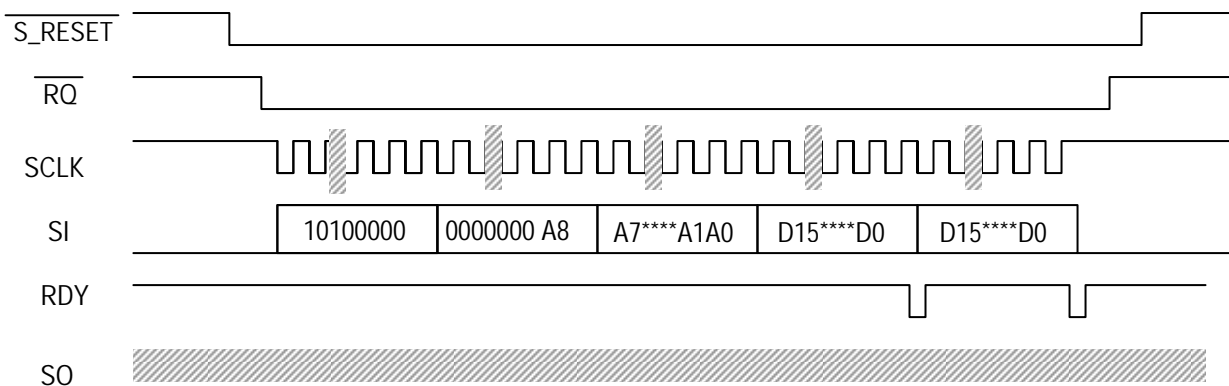 S_RESET
RQ
SCLK
SI 10100000 0000000 A8 A7****A1A0 D15****D0 D15****D0
RDY
SO